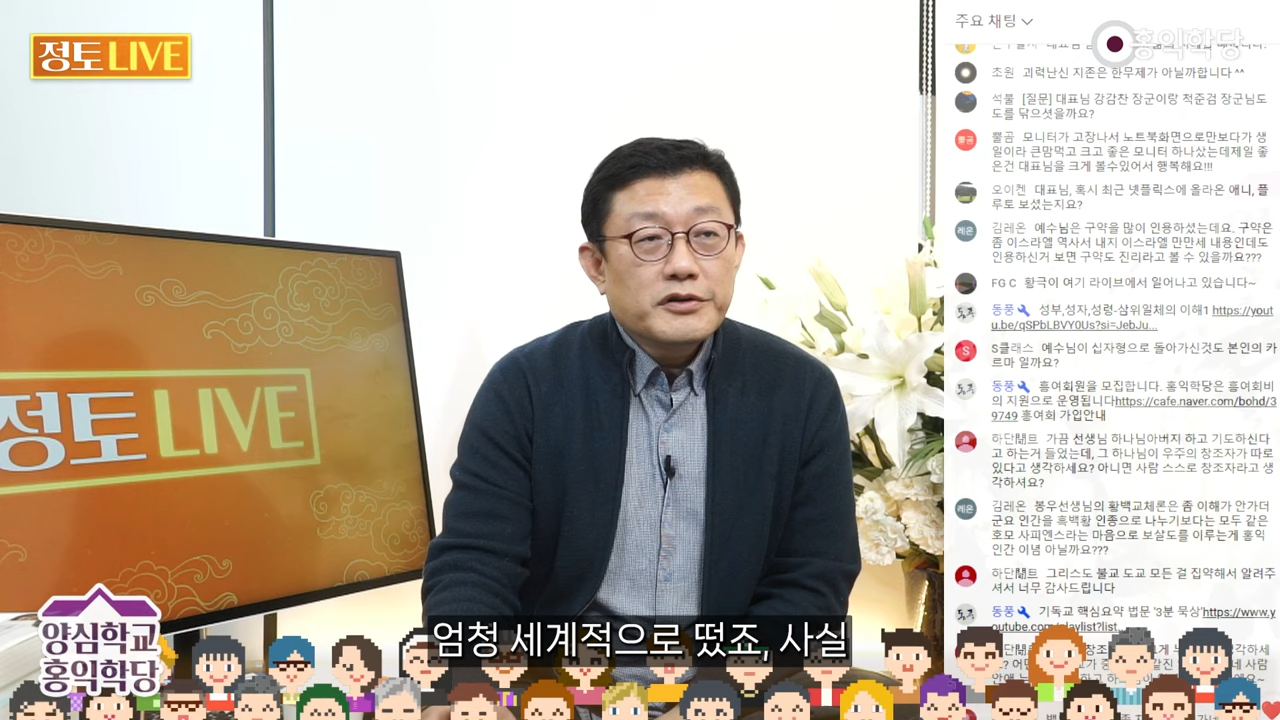 정토 LIVE
정토 LIVE
양심학교
홍익학당
엄청 세계적으로 떴죠, 사실
주요 채팅
홍익학당
조원 괴력난신 지존은 한무제가 아닐까합니다 ^^
석불 [질문] 대표님 강감찬 장군이랑 척준검 장군님도
도를 닦으셧을까요?
뿔곰 모니터가 고장나서 노트북화면으로만보다가 생
일이라 큰맘먹고 크고 좋은 모니터 하나샀는데제일 좋
은건 대표님을 크게 볼수있어서 행복해요!!!
오이켄 대표님, 혹시 최근 넷플릭스에 올라온 애니, 플
루토 보셨는지요?
레온
김레온 예수님은 구약을 많이 인용하셨는데요. 구약은
좀 이스라엘 역사서 내지 이스라엘 만만세 내용인데도
인용하신거 보면 구약도 진리라고 볼 수 있을까요???
FG C 황극이 여기 라이브에서 일어나고 있습니다~
동풍 성부,성자,성령-삼위일체의 이해1 https://yout
u.be/qSPbLBVY0Us?si=JebJu...
S
S클래스 예수님이 십자형으로 돌아가신것도 본인의 카
르마 일까요?
동풍 흥여회원을 모집합니다. 홍익학당은 흥여회비
의 지원으로 운영됩니다https://cafe.naver.com/bohd/3
9749 흥여회 가입안내
하단鬪트 가끔 선생님 하나님아버지 하고 기도하신다
고 하는거 들었는데, 그 하나님이 우주의 창조자가 따로
있다고 생각하세요? 아니면 사람 스스로 창조자라고 생
각하셔요?
레온
김레온 봉우선생님의 황백교체론은 좀 이해가 안가더
군요 인간을 흑백황 인종으로 나누기보다는 모두 같은
호모 사피엔스라는 마음으로 보살도를 이루는게 홍익
인간 이념 아닐까요???
하단鬪트 그리스도 불교 도교 모든 걸 집약해서 알려주
셔서 너무 감사드립니다
동풍 기독교 핵심요약 법문 '3분 묵상'https://www.y
outube.com/playlist?list...